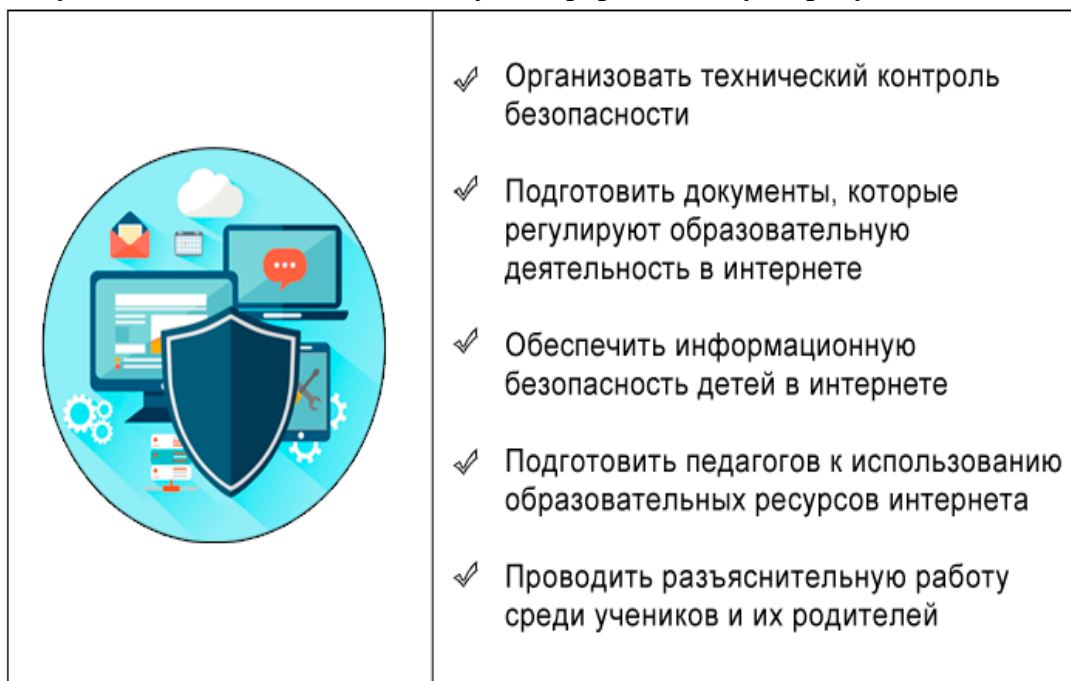 Организовать технический контроль
безопасности
Подготовить документы, которые
регулируют образовательную
деятельность в интернете
Обеспечить информационную
безопасность детей в интернете
Подготовить педагогов к использованию
образовательных ресурсов интернета
Проводить разъяснительную работу
среди учеников и их родителей